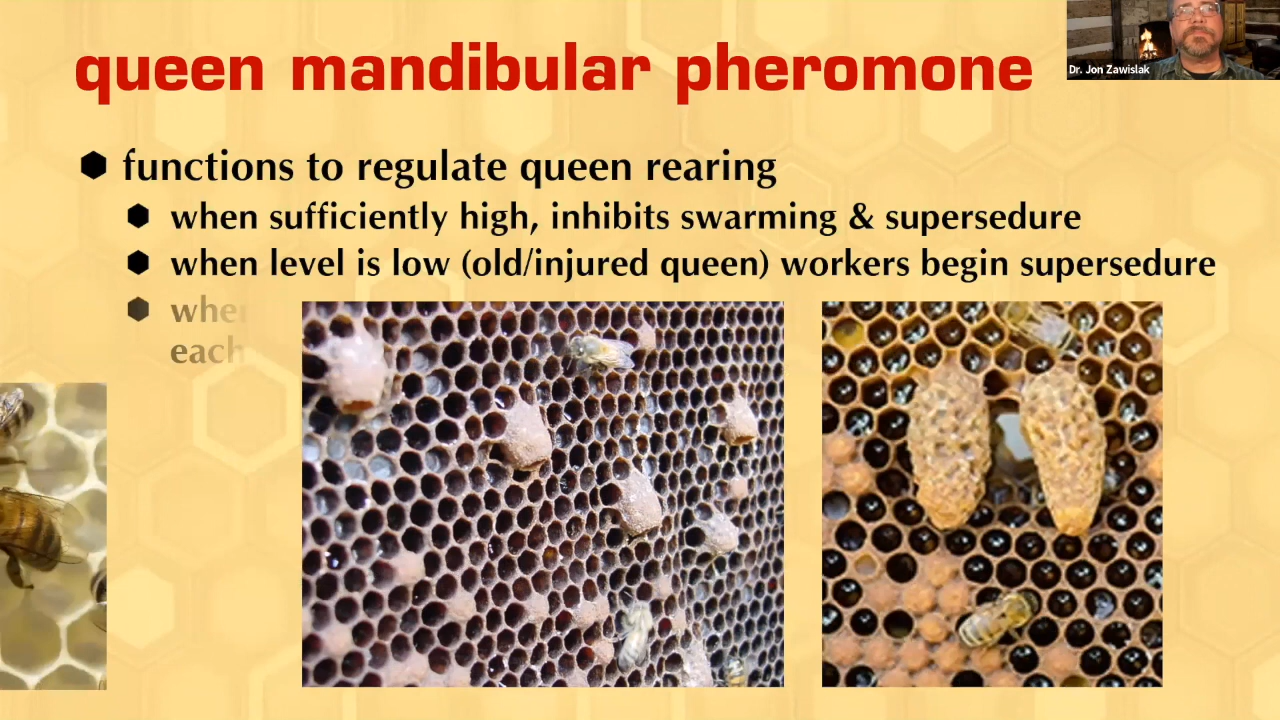 queen mandibular pheromone
Dr. Jon Zawislak
functions to regulate queen rearing
when sufficiently high, inhibits swarming & supersedure
when level is low (old/injured queen) workers begin supersedure
each